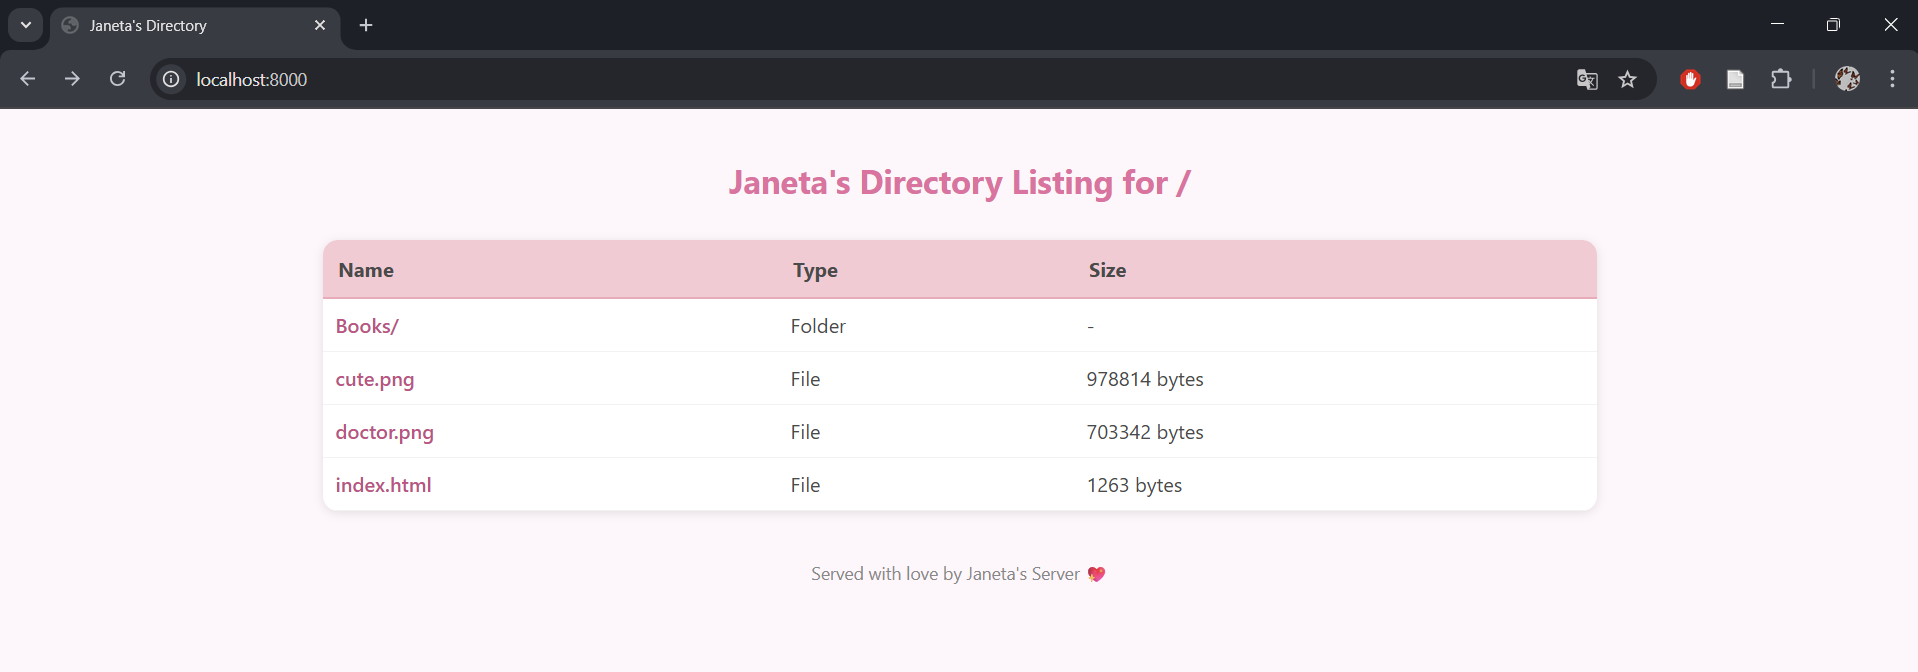 Janeta's Directory
localhost:8000
Janeta's Directory Listing for /
Name Type Size
Books/ Folder -
cute.png File 978814 bytes
doctor.png File 703342 bytes
index.html File 1263 bytes
Served with love by Janeta's Server 💖